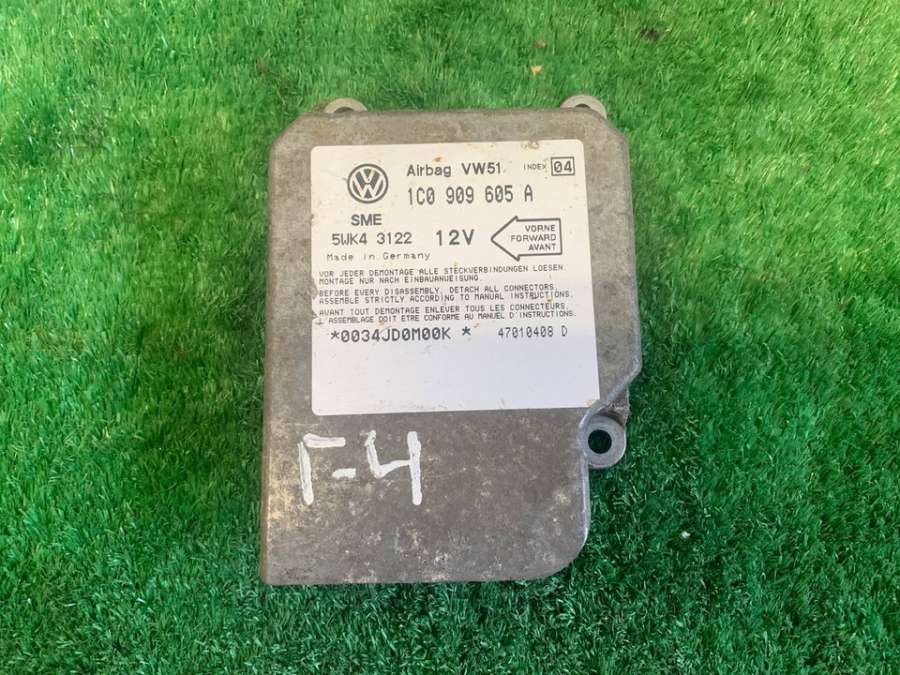 Airbag VW51 INDEX 04
1C0 909 605 A
SME
5WK4 3122 12V
VORNE
FORWARD
AVANT
Made in Germany
VOR JEDER DEMONTAGE ALLE STECKVERBINDUNGEN LOESEN.
MONTAGE NUR NACH EINBAUANWEISUNG.
BEFORE EVERY DISASSEMBLY, DETACH ALL CONNECTORS.
ASSEMBLE STRICTLY ACCORDING TO MANUAL INSTRUCTIONS.
AVANT TOUT DEMONTAGE ENLEVER TOUS LES CONNECTEURS.
L'ASSEMBLAGE DOIT ETRE CONFORME AU MANUEL D'INSTRUCTIONS.
*0034JD0M00K * 47010408 D
Г-4